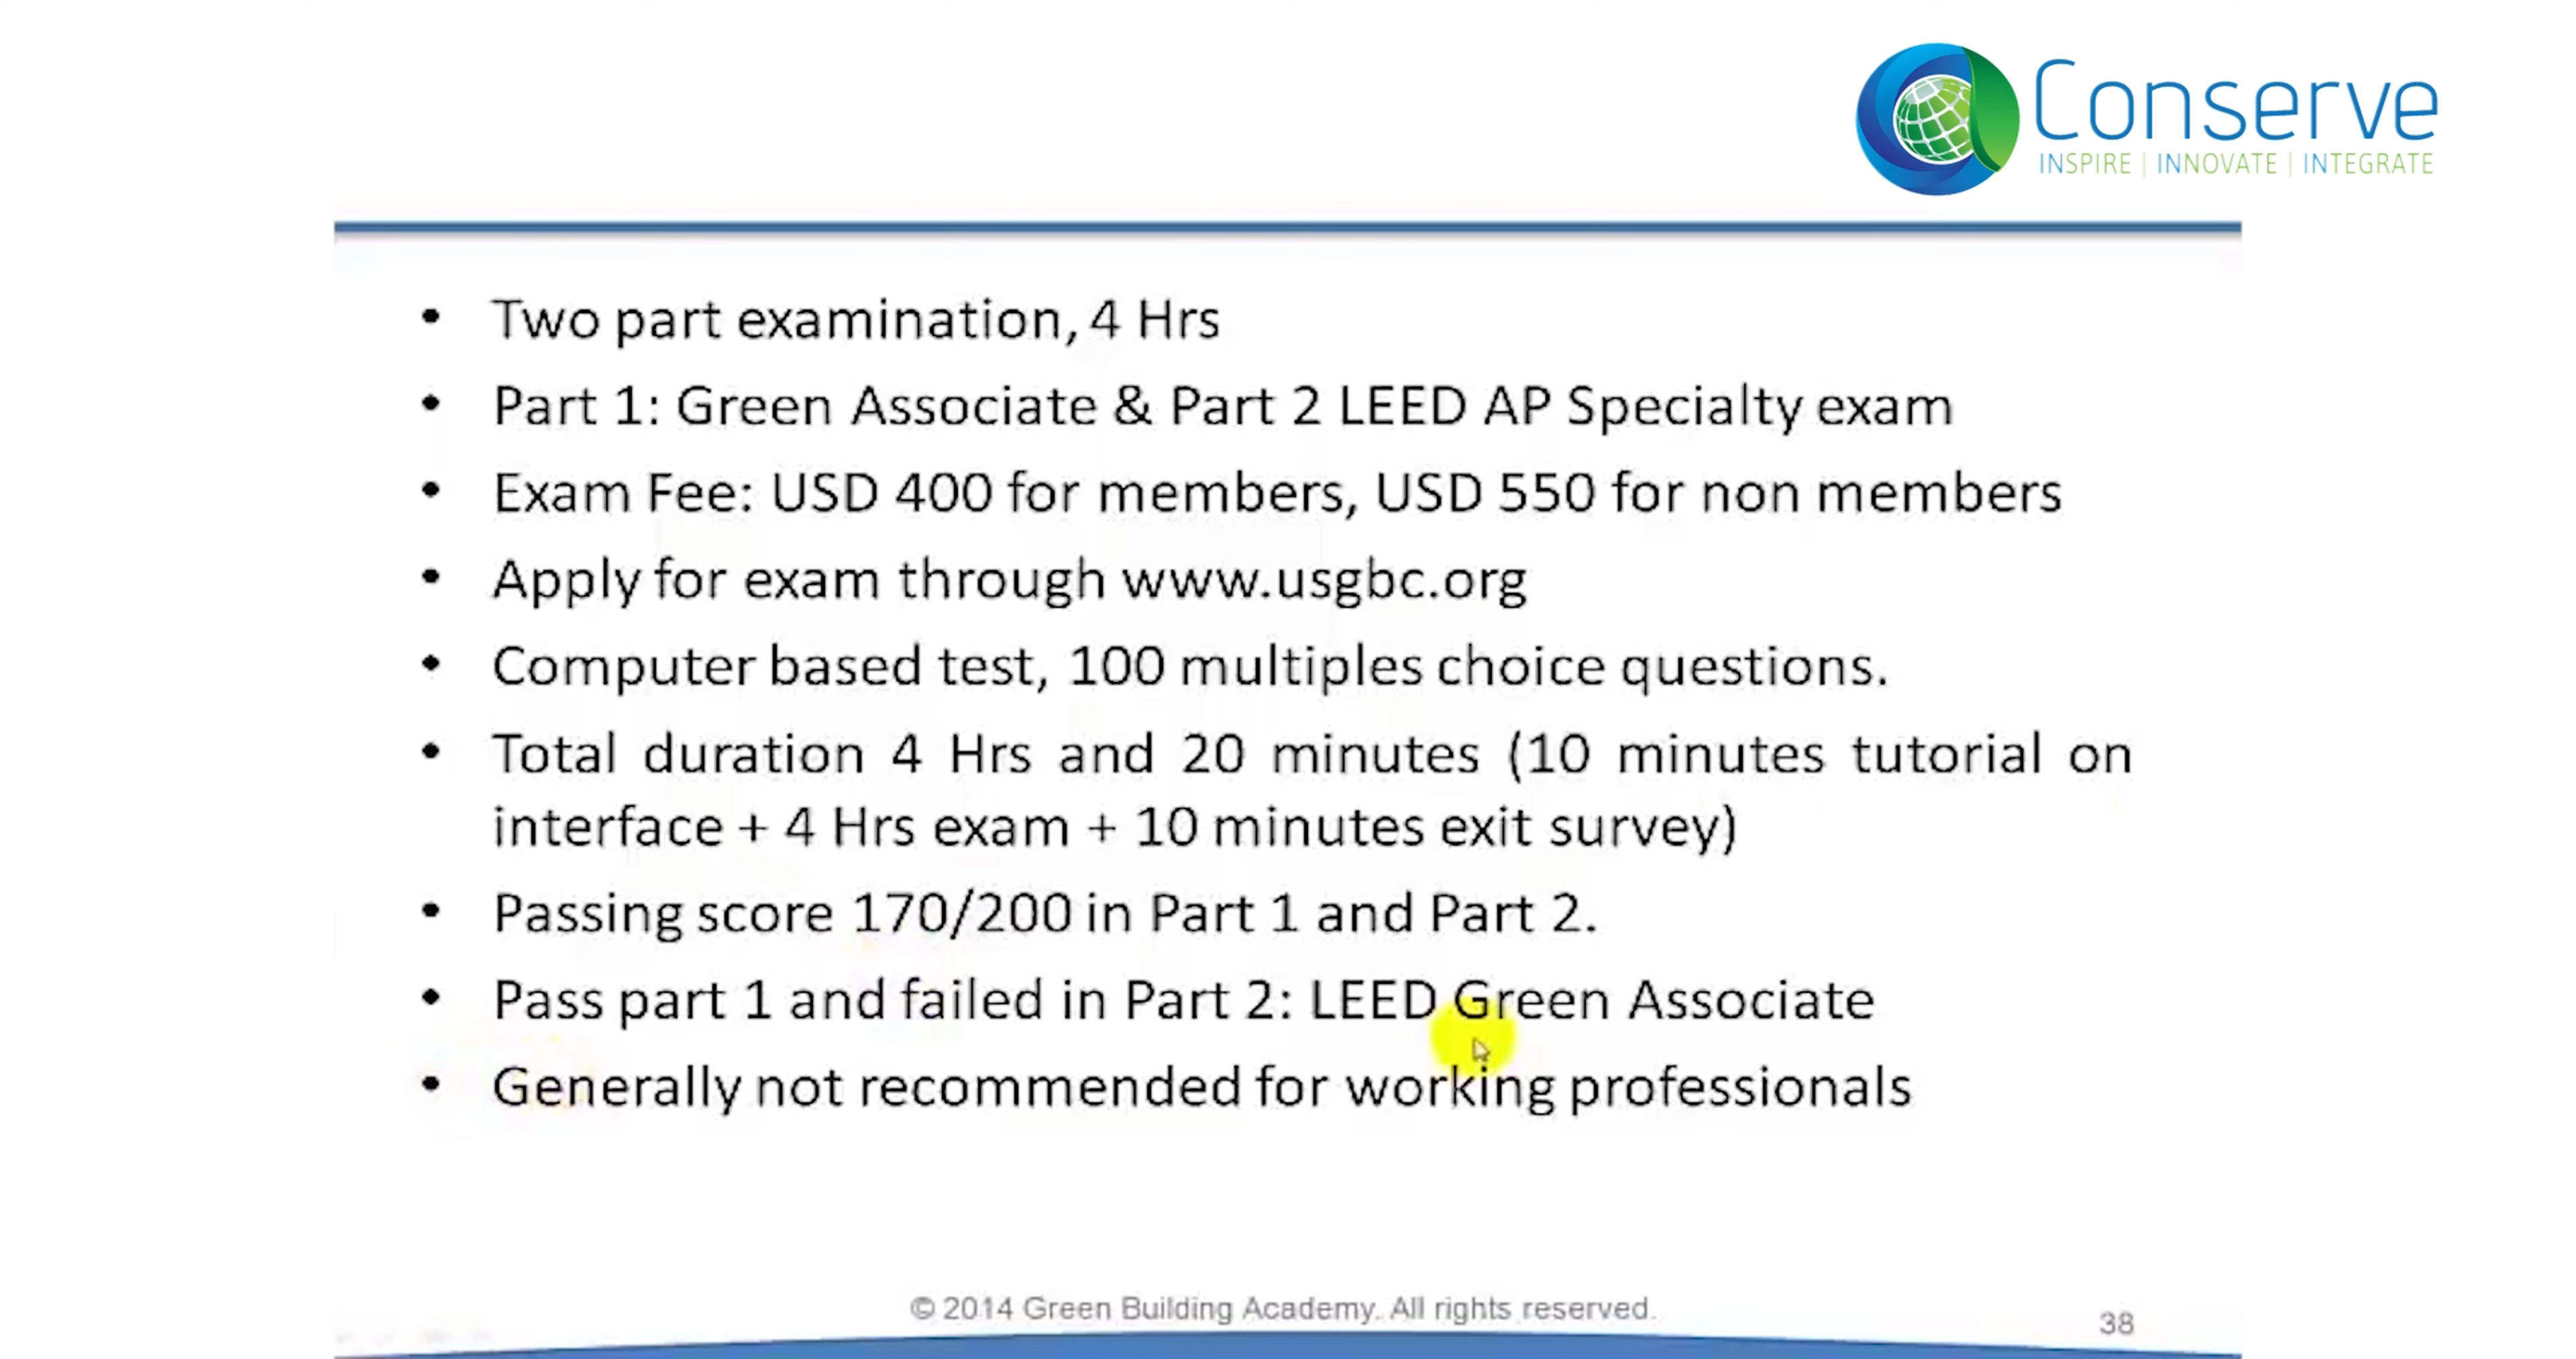 Conserve
INSPIRE | INNOVATE | INTEGRATE
• Two part examination, 4 Hrs
• Part 1: Green Associate & Part 2 LEED AP Specialty exam
• Exam Fee: USD 400 for members, USD 550 for non members
• Apply for exam through www.usgbc.org
• Computer based test, 100 multiples choice questions.
• Total duration 4 Hrs and 20 minutes (10 minutes tutorial on
interface + 4 Hrs exam + 10 minutes exit survey)
• Passing score 170/200 in Part 1 and Part 2.
• Pass part 1 and failed in Part 2: LEED Green Associate
• Generally not recommended for working professionals
© 2014 Green Building Academy. All rights reserved.
38